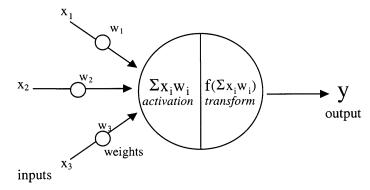 x₁
w₁
x₂
w₂
Σxᵢwᵢ
activation
f(Σxᵢwᵢ)
transform
y
output
w₃
weights
inputs
x₃